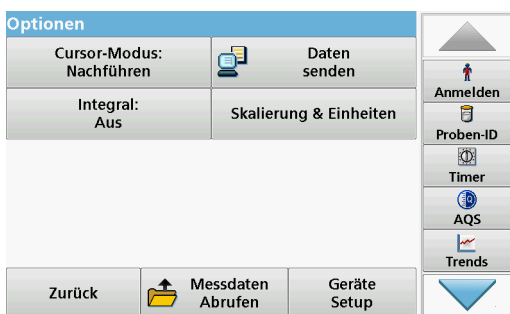 Optionen
Cursor-Modus:
Nachführen
Daten
senden
Integral:
Aus
Skalierung & Einheiten
Zurück
Messdaten
Abrufen
Geräte
Setup
Anmelden
Proben-ID
Timer
AQS
Trends